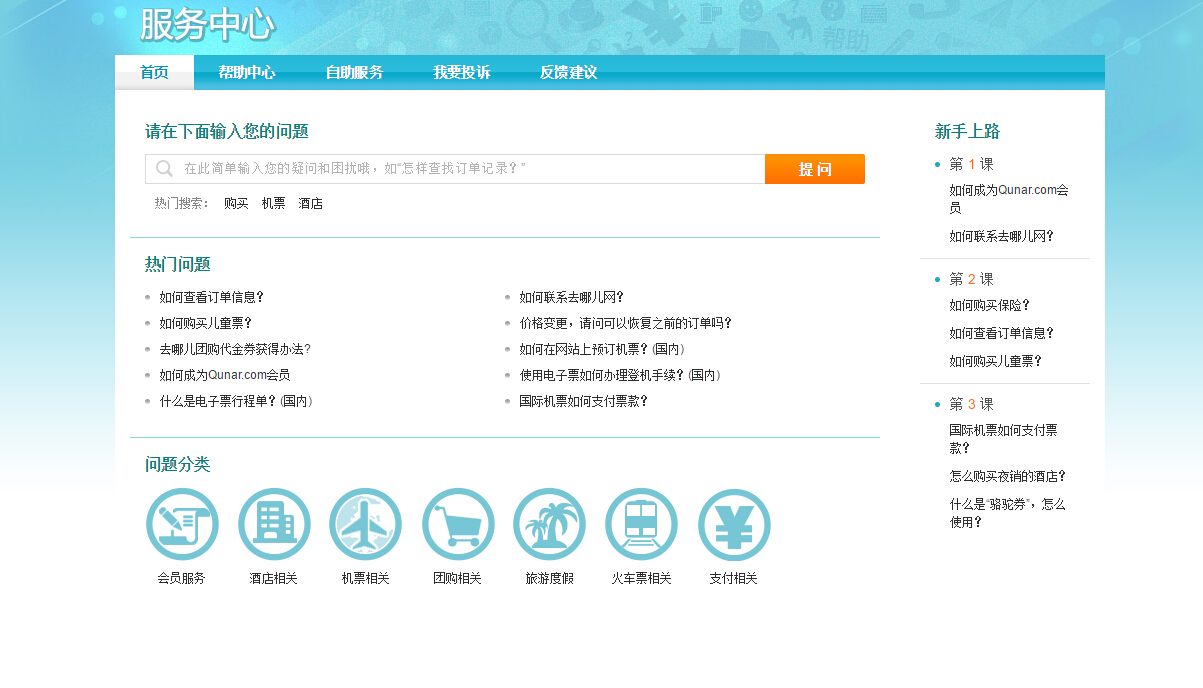 服务中心
帮助
首页 帮助中心 自助服务 我要投诉 反馈建议
请在下面输入您的问题
在此简单输入您的疑问和困扰哦，如“怎样查找订单记录？”
提 问
热门搜索： 购买 机票 酒店
热门问题
如何查看订单信息？
如何购买儿童票？
去哪儿团购代金券获得办法?
如何成为Qunar.com会员
什么是电子票行程单？(国内)
如何联系去哪儿网？
价格变更，请问可以恢复之前的订单吗？
如何在网站上预订机票？(国内)
使用电子票如何办理登机手续？(国内)
国际机票如何支付票款？
问题分类
会员服务 酒店相关 机票相关 团购相关 旅游度假 火车票相关 支付相关
新手上路
第 1 课
如何成为Qunar.com会
员
如何联系去哪儿网？
第 2 课
如何购买保险？
如何查看订单信息？
如何购买儿童票？
第 3 课
国际机票如何支付票
款？
怎么购买夜销的酒店？
什么是“骆驼券”，怎么
使用？